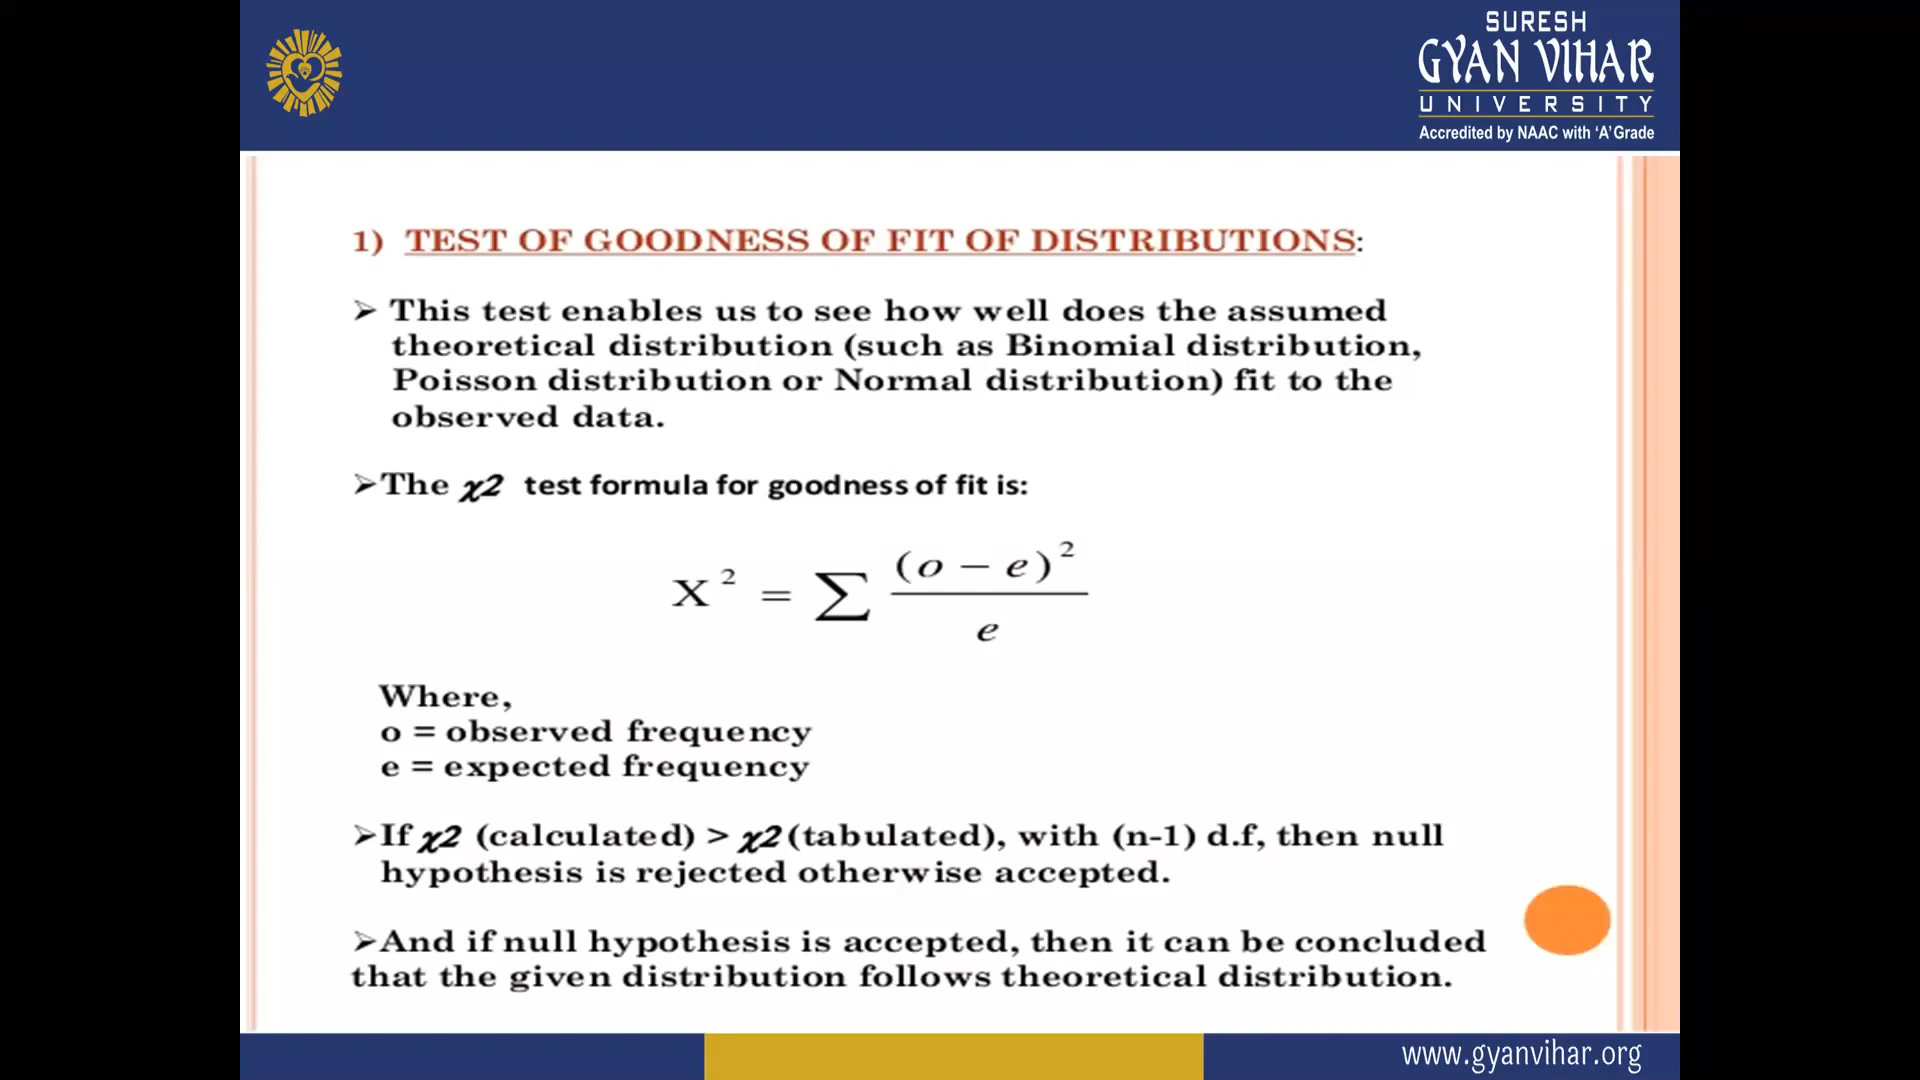 SURESH
GYAN VIHAR
UNIVERSITY
Accredited by NAAC with ‘A’ Grade
1) TEST OF GOODNESS OF FIT OF DISTRIBUTIONS:
➢ This test enables us to see how well does the assumed
theoretical distribution (such as Binomial distribution,
Poisson distribution or Normal distribution) fit to the
observed data.
➢The χ2 test formula for goodness of fit is:
X² = ∑ (o − e)² / e
Where,
o = observed frequency
e = expected frequency
➢If χ2 (calculated) > χ2(tabulated), with (n-1) d.f, then null
hypothesis is rejected otherwise accepted.
➢And if null hypothesis is accepted, then it can be concluded
that the given distribution follows theoretical distribution.
www.gyanvihar.org